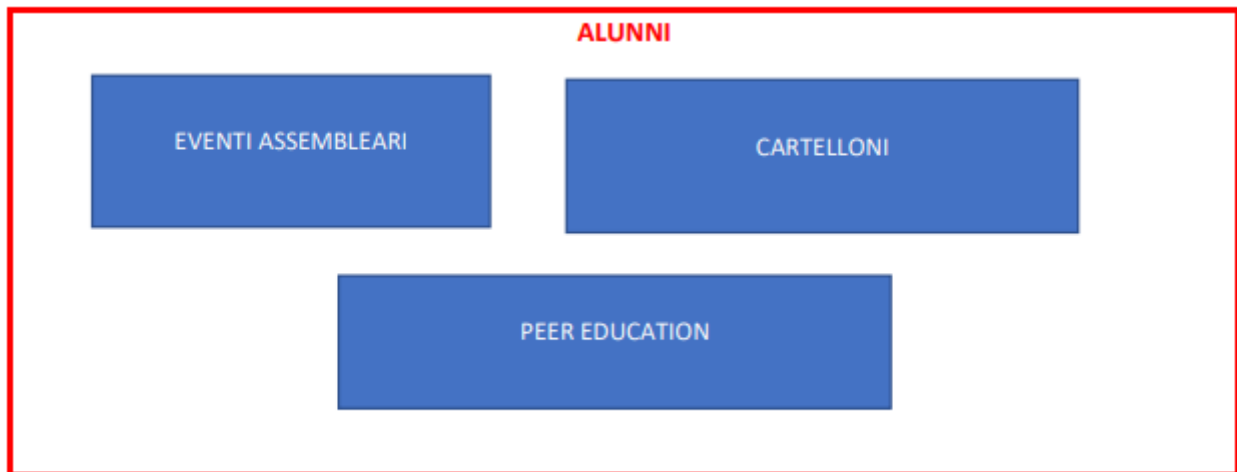 ALUNNI
EVENTI ASSEMBLEARI
CARTELLONI
PEER EDUCATION